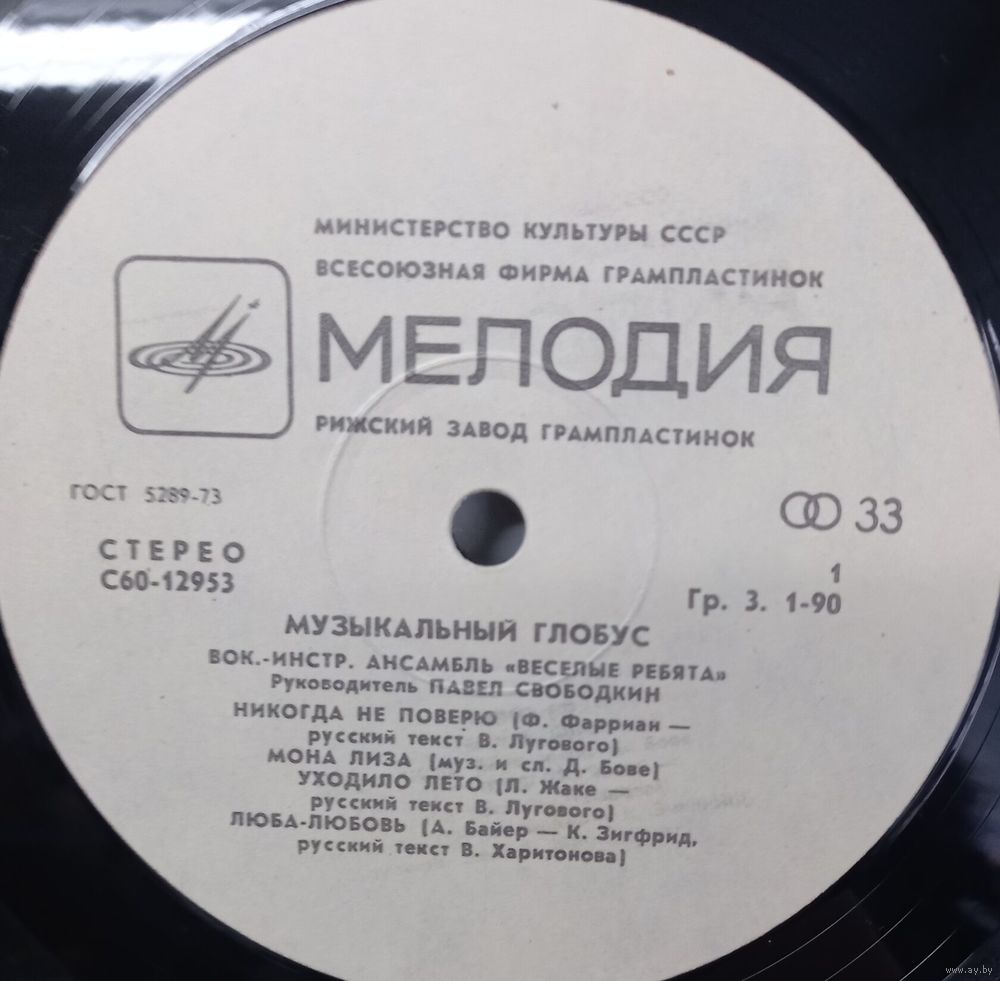 МИНИСТЕРСТВО КУЛЬТУРЫ СССР
ВСЕСОЮЗНАЯ ФИРМА ГРАМПЛАСТИНОК
МЕЛОДИЯ
РИЖСКИЙ ЗАВОД ГРАМПЛАСТИНОК
ГОСТ 5289-73
33
СТЕРЕО
С60-12953
1
Гр. 3. 1-90
МУЗЫКАЛЬНЫЙ ГЛОБУС
ВОК.-ИНСТР. АНСАМБЛЬ «ВЕСЕЛЫЕ РЕБЯТА»
Руководитель ПАВЕЛ СВОБОДКИН
НИКОГДА НЕ ПОВЕРЮ (Ф. Фарриан —
русский текст В. Лугового)
МОНА ЛИЗА (муз. и сл. Д. Бове)
УХОДИЛО ЛЕТО (Л. Жаке —
русский текст В. Лугового)
ЛЮБА-ЛЮБОВЬ (А. Байер — К. Зигфрид,
русский текст В. Харитонова)
www.ay.by